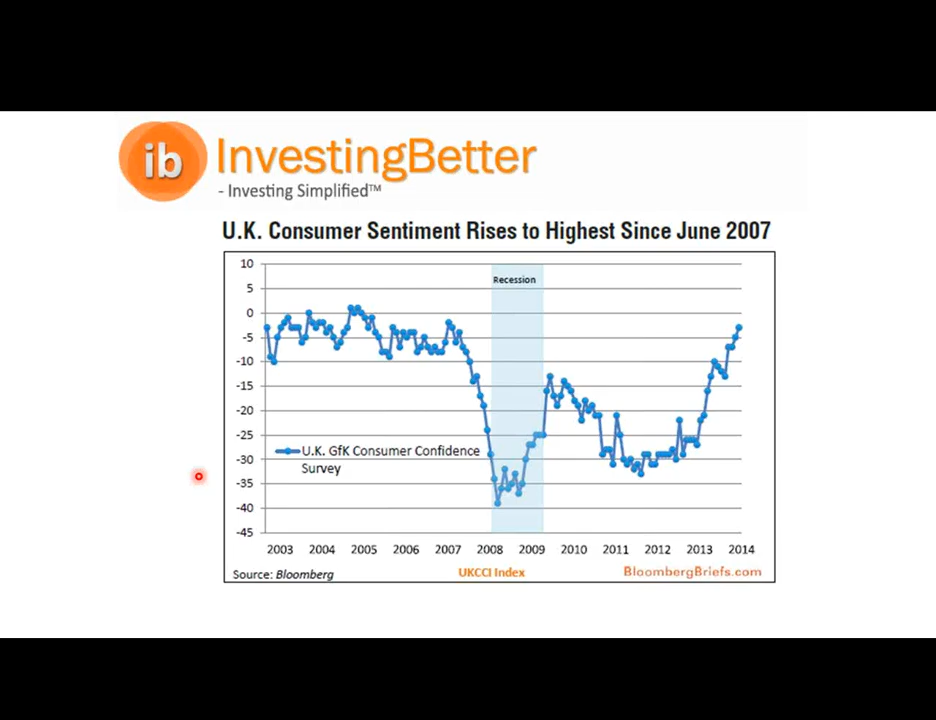 ib InvestingBetter
- Investing Simplified™
U.K. Consumer Sentiment Rises to Highest Since June 2007
10
5
0
-5
-10
-15
-20
-25
-30
-35
-40
-45
Recession
U.K. GfK Consumer Confidence
Survey
2003 2004 2005 2006 2007 2008 2009 2010 2011 2012 2013 2014
Source: Bloomberg UKCCI Index BloombergBriefs.com